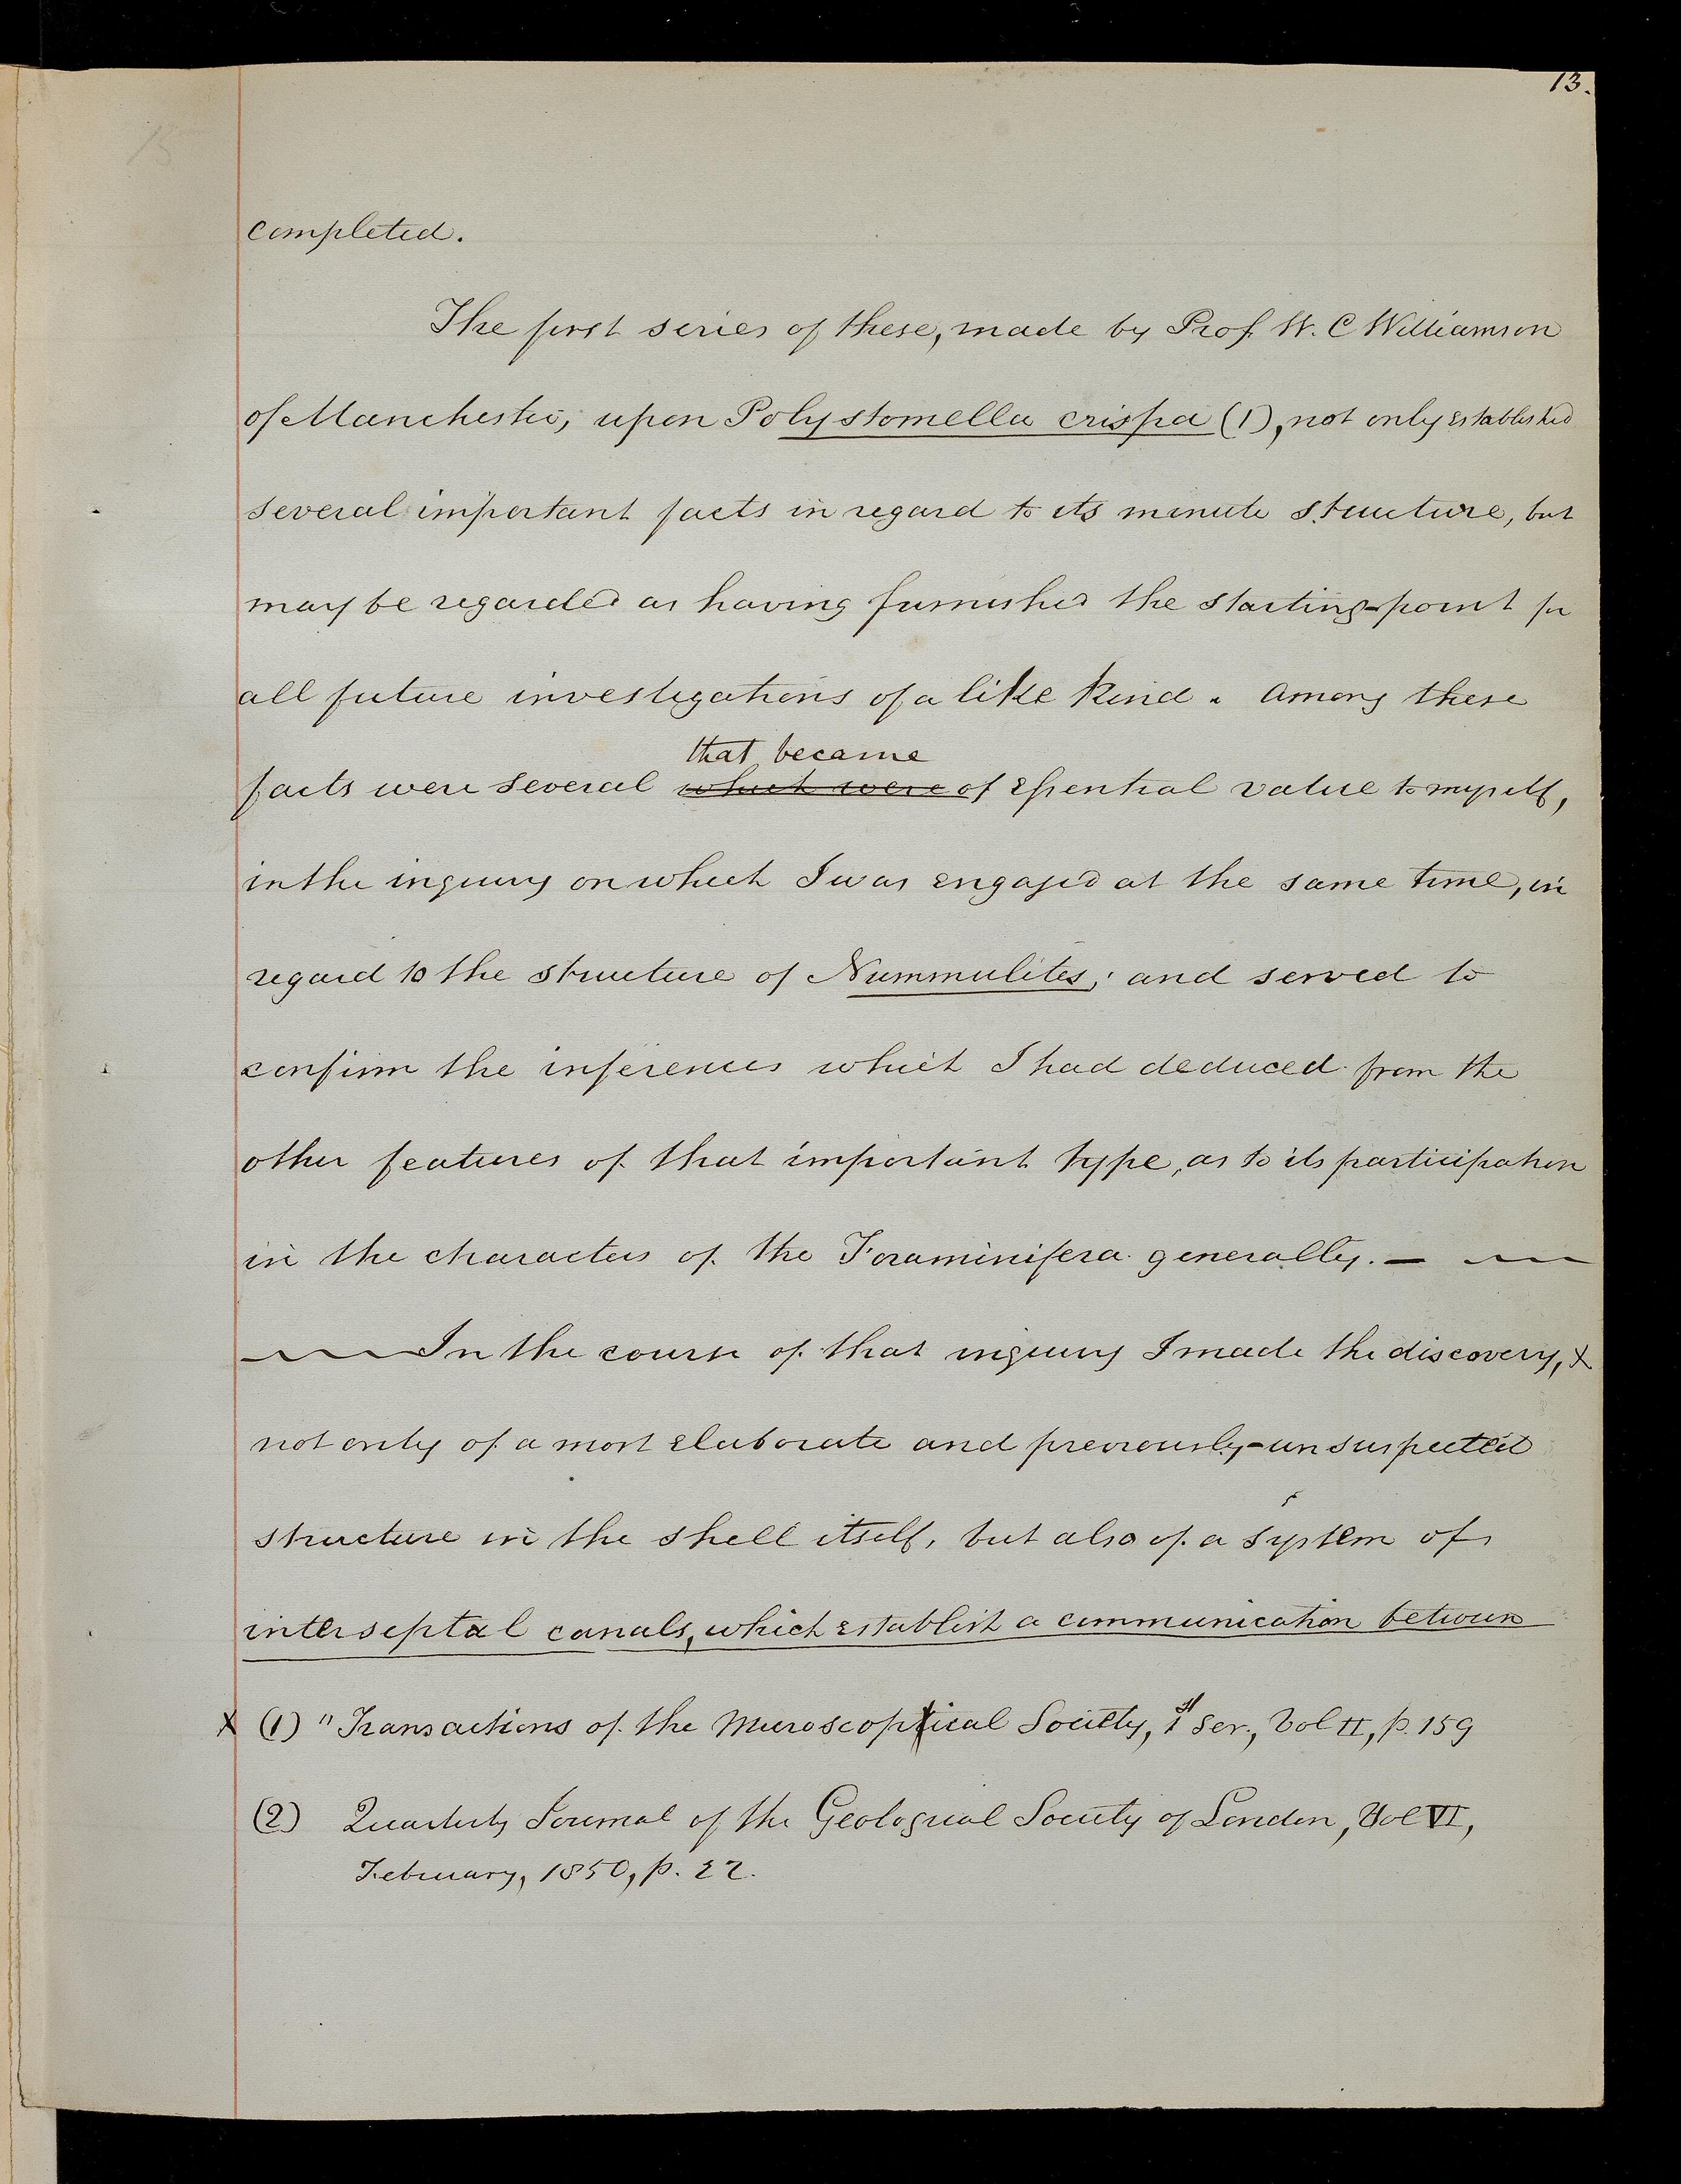 13.
15
completed.
The first series of these, made by Prof. W. C Williamson
of Manchester, upon Polystomella crispa (1), not only established
several important facts in regard to its minute structure, but
may be regarded as having furnished the starting-point for
all future investigations of a like kind. Among these
that became
facts were several which were of essential value to myself,
in the inquiry on which I was engaged at the same time, in
regard to the structure of Nummulites; and served to
confirm the inferences which I had deduced from the
other features of that important type, as to its participation
in the characters of the Foraminifera generally. —
In the course of that inquiry I made the discovery, x
not only of a most elaborate and previously-unsuspected
structure in the shell itself, but also of a system of
interseptal canals, which establish a communication between
x (1) "Transactions of the Microscopical Society, 1st Ser., Vol II, p. 159
(2) Quarterly Journal of the Geological Society of London, Vol VI,
February, 1850, p. 22.